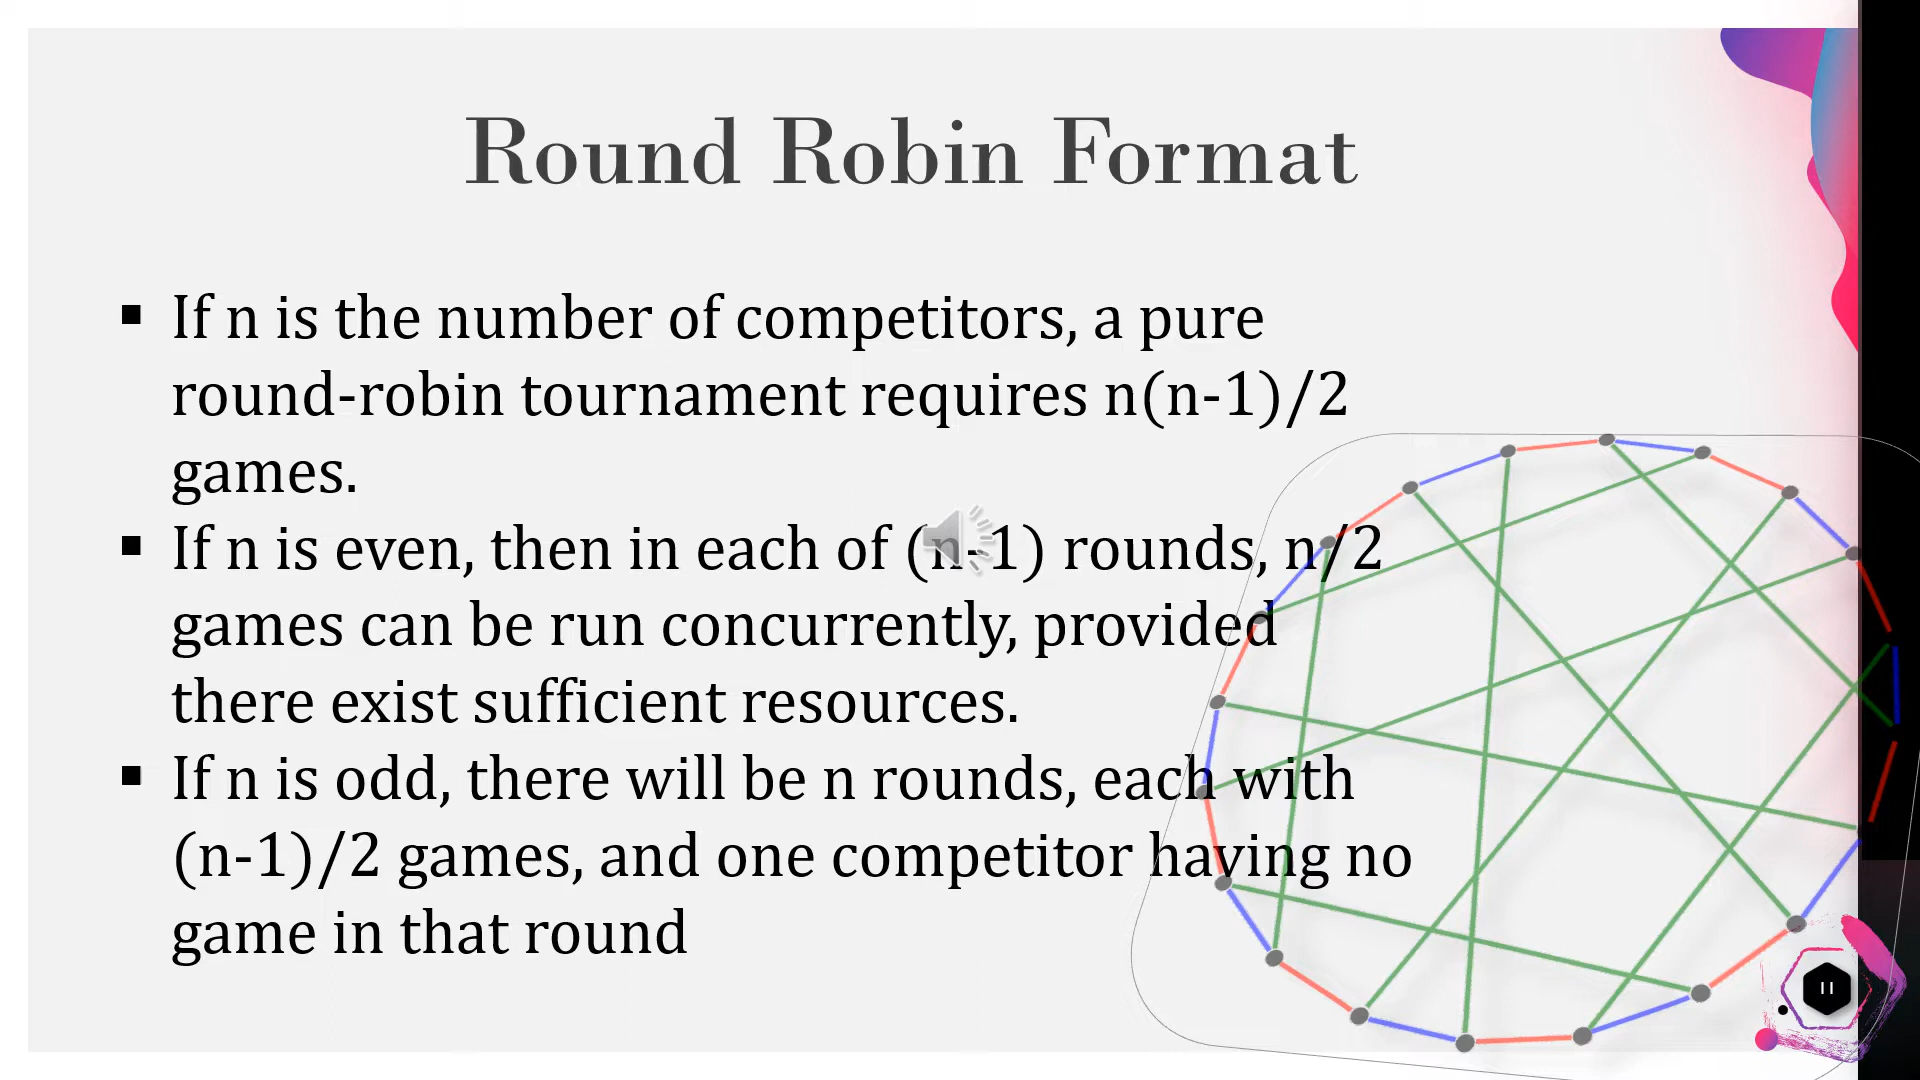 Round Robin Format
▪ If n is the number of competitors, a pure
round-robin tournament requires n(n-1)/2
games.
▪ If n is even, then in each of (n-1) rounds, n/2
games can be run concurrently, provided
there exist sufficient resources.
▪ If n is odd, there will be n rounds, each with
(n-1)/2 games, and one competitor having no
game in that round
11